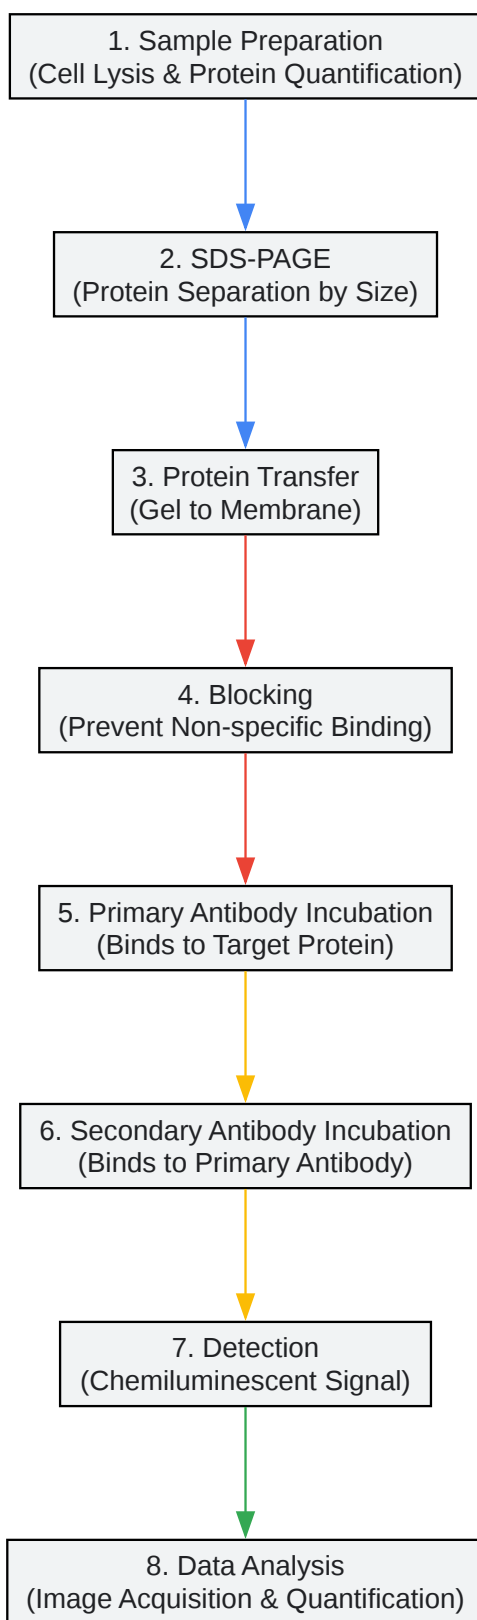 1. Sample Preparation
(Cell Lysis & Protein Quantification)
2. SDS-PAGE
(Protein Separation by Size)
3. Protein Transfer
(Gel to Membrane)
4. Blocking
(Prevent Non-specific Binding)
5. Primary Antibody Incubation
(Binds to Target Protein)
6. Secondary Antibody Incubation
(Binds to Primary Antibody)
7. Detection
(Chemiluminescent Signal)
8. Data Analysis
(Image Acquisition & Quantification)